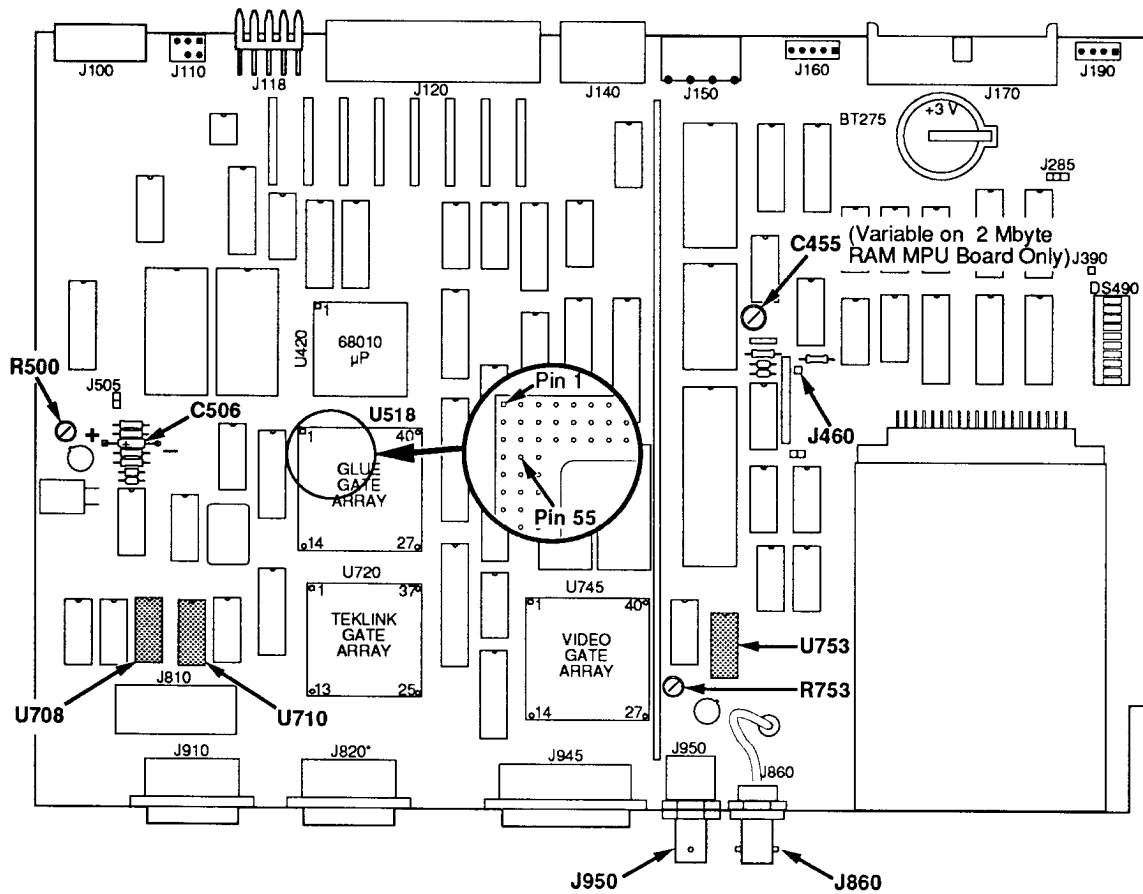 J100
J110
J118
J120
J140
J150
J160
J170
J190
BT275
+3 V
J285
C455
(Variable on 2 Mbyte
RAM MPU Board Only)
J390
DS490
1
U420
68010
µP
R500
J505
C506
+
+
−
U518
1
40
GLUE
GATE
ARRAY
14
27
Pin 1
Pin 55
J460
U720
1
37
TEKLINK
GATE
ARRAY
13
25
U745
1
40
VIDEO
GATE
ARRAY
14
27
U753
R753
U708
J810
U710
J910
J820*
J945
J950
J860
J950
J860